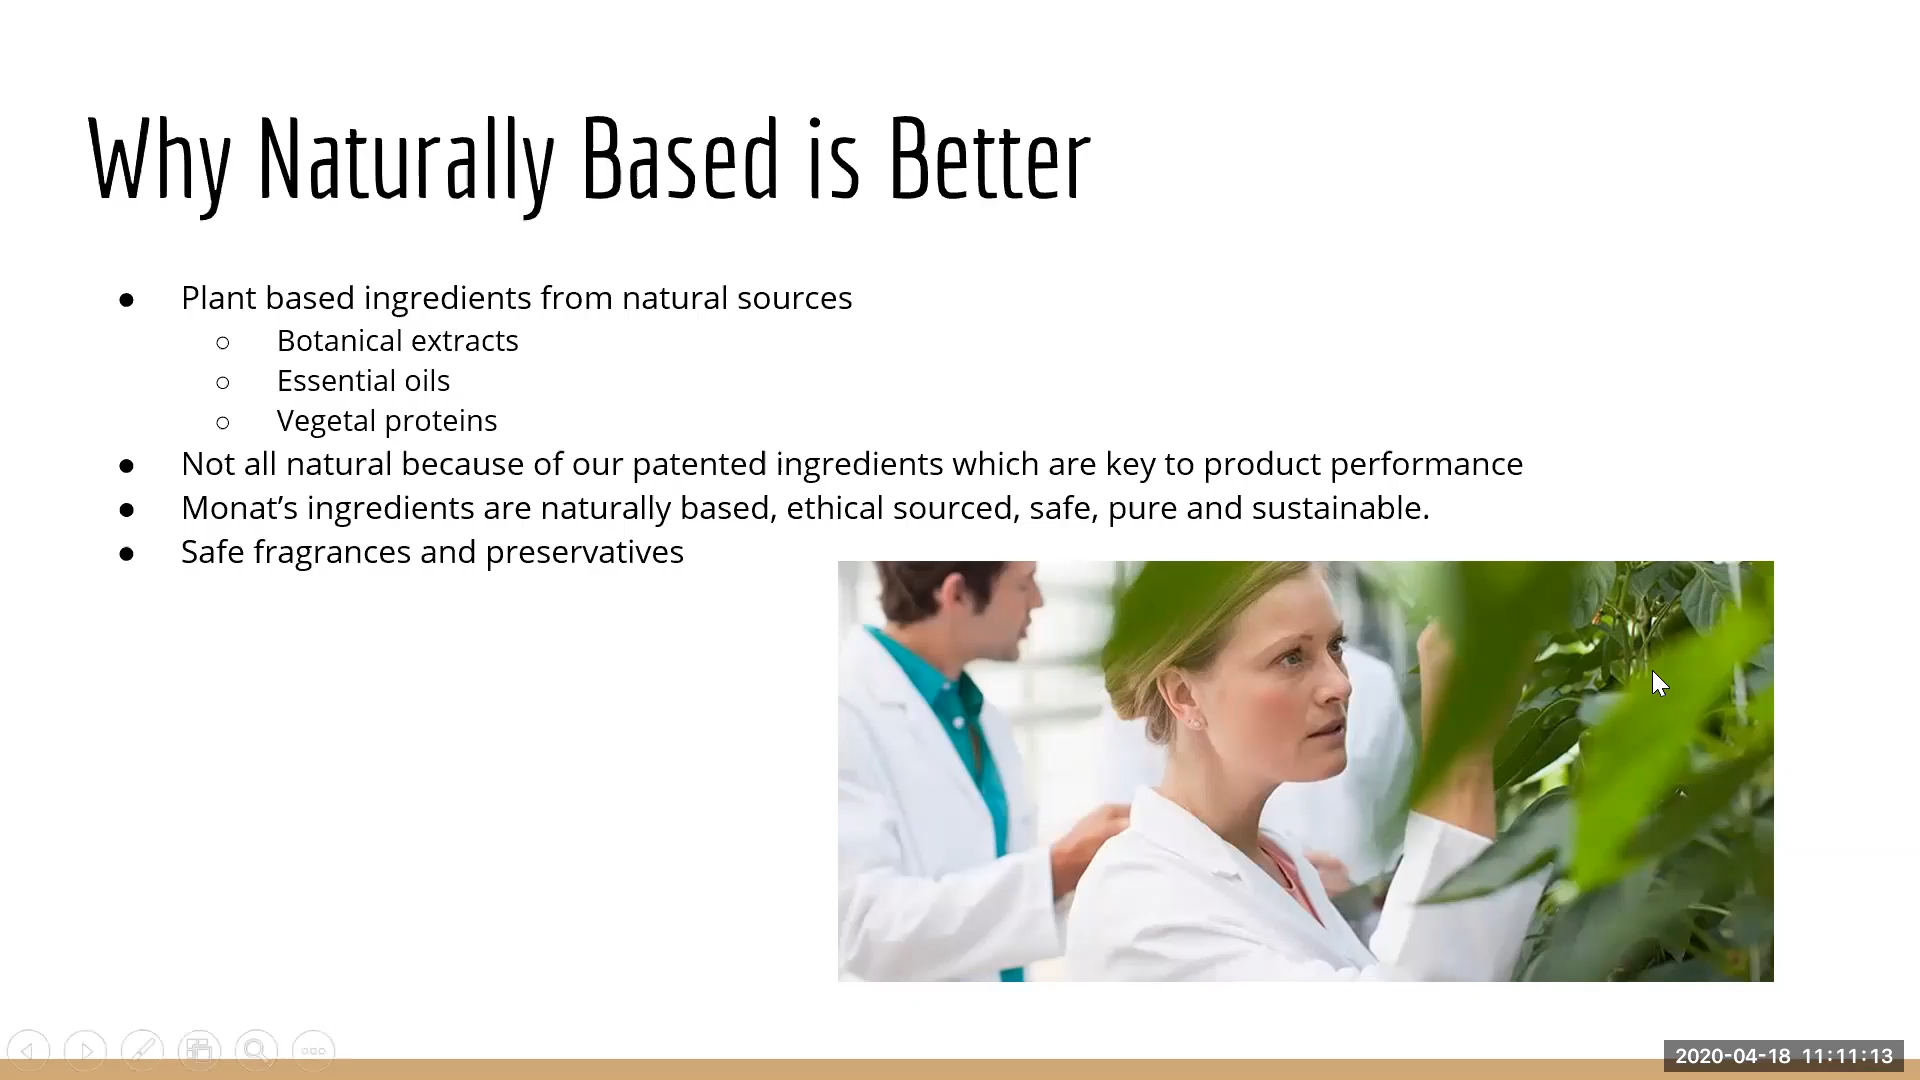 Why Naturally Based is Better
● Plant based ingredients from natural sources
○ Botanical extracts
○ Essential oils
○ Vegetal proteins
● Not all natural because of our patented ingredients which are key to product performance
● Monat’s ingredients are naturally based, ethical sourced, safe, pure and sustainable.
● Safe fragrances and preservatives
2020-04-18 11:11:13